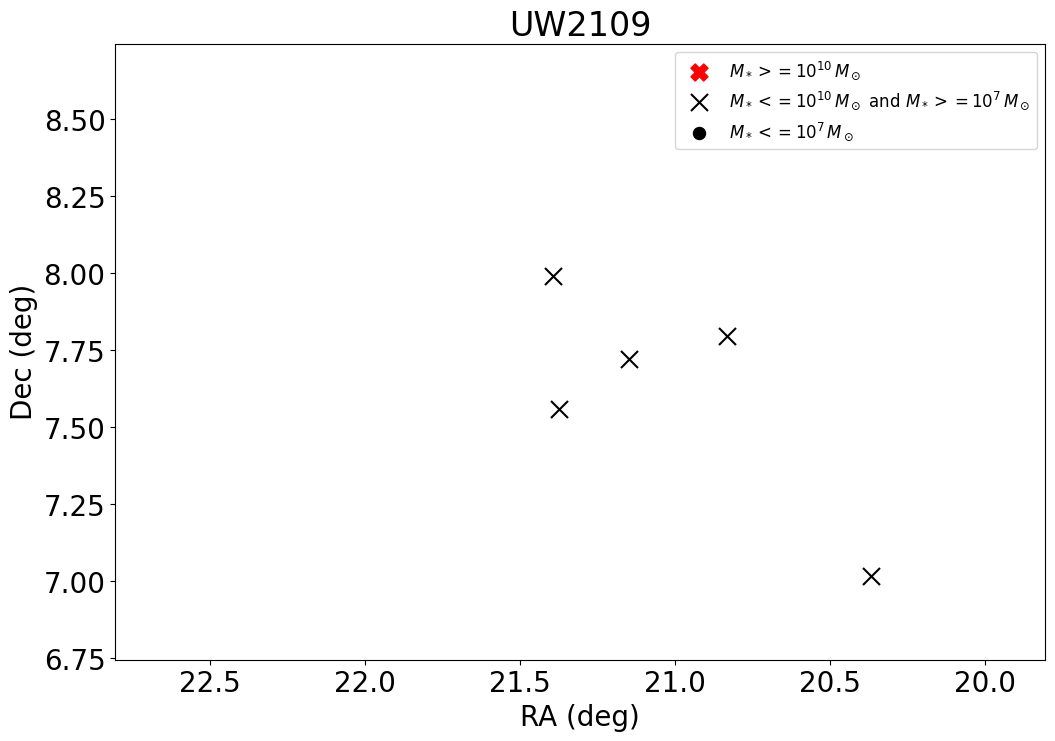 UW2109
M* >= 10^10 M⊙
M* <= 10^10 M⊙ and M* >= 10^7 M⊙
M* <= 10^7 M⊙
8.50
8.25
8.00
7.75
7.50
7.25
7.00
6.75
Dec (deg)
22.5 22.0 21.5 21.0 20.5 20.0
RA (deg)